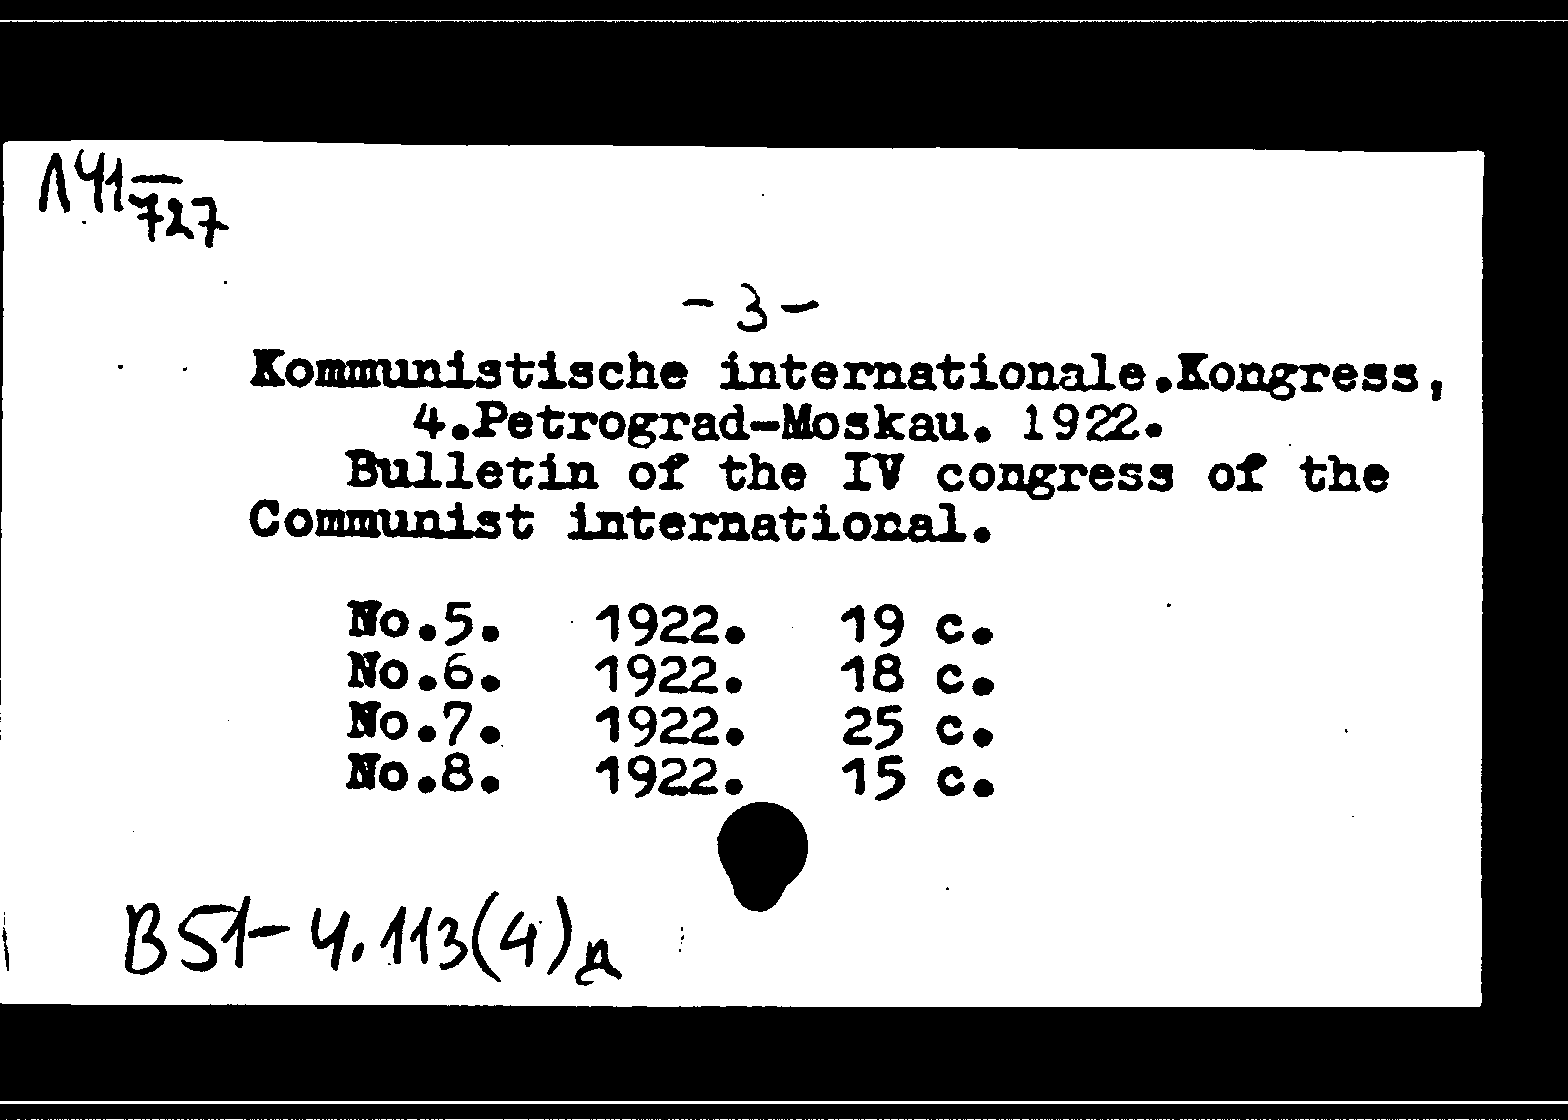 Л41—
727
- 3 -
Kommunistische internationale.Kongress,
4.Petrograd-Moskau. 1922.
Bulletin of the IV congress of the
Communist international.
No.5. 1922. 19 c.
No.6. 1922. 18 c.
No.7. 1922. 25 c.
No.8. 1922. 15 c.
B51-4.113(4)д